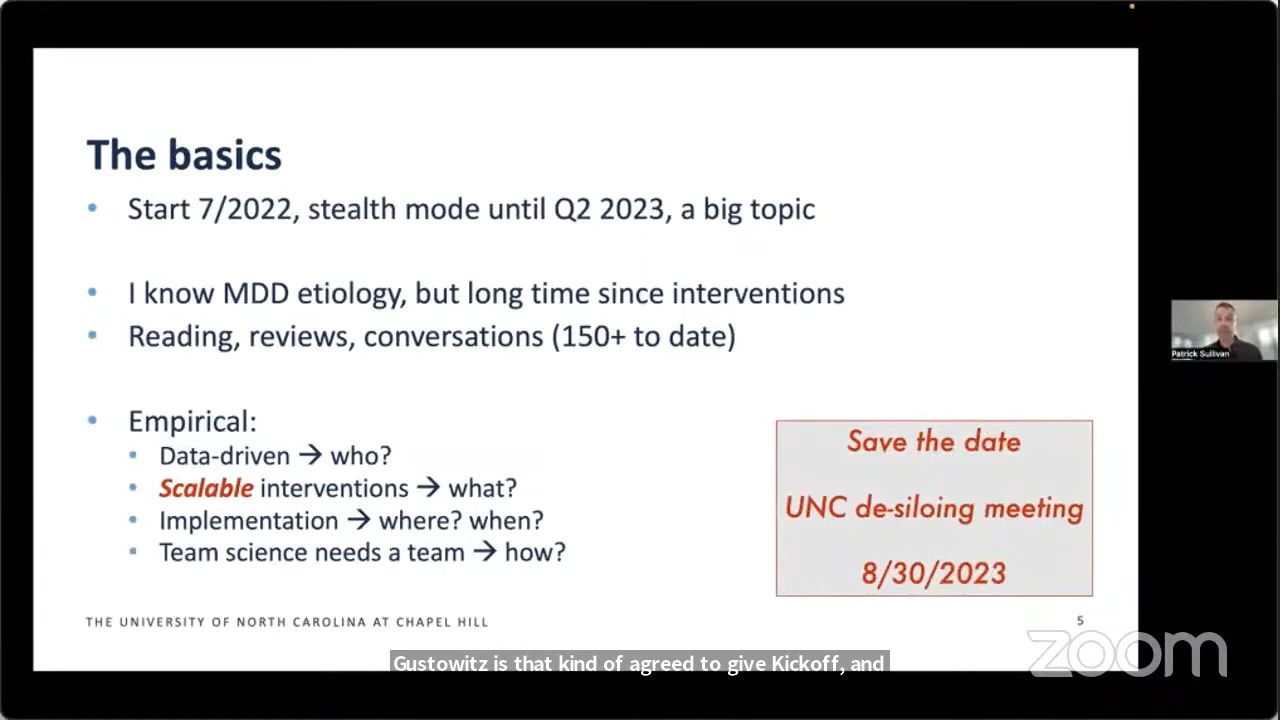 The basics
• Start 7/2022, stealth mode until Q2 2023, a big topic
• I know MDD etiology, but long time since interventions
• Reading, reviews, conversations (150+ to date)
• Empirical:
• Data-driven → who?
• Scalable interventions → what?
• Implementation → where? when?
• Team science needs a team → how?
Save the date
UNC de-siloing meeting
8/30/2023
Patrick Sullivan
THE UNIVERSITY OF NORTH CAROLINA AT CHAPEL HILL
5
zoom
Gustowitz is that kind of agreed to give Kickoff, and